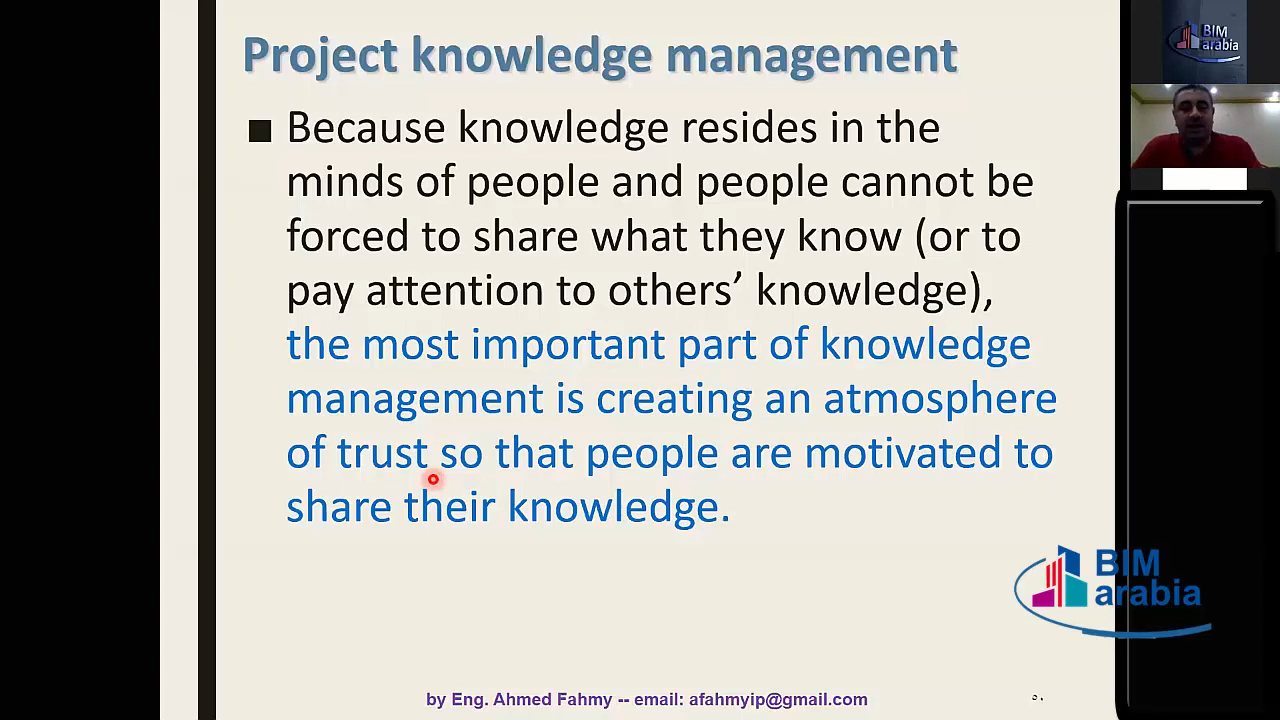 Project knowledge management
■ Because knowledge resides in the
minds of people and people cannot be
forced to share what they know (or to
pay attention to others’ knowledge),
the most important part of knowledge
management is creating an atmosphere
of trust so that people are motivated to
share their knowledge.
by Eng. Ahmed Fahmy -- email: afahmyip@gmail.com
BIM
arabia
BIM
arabia